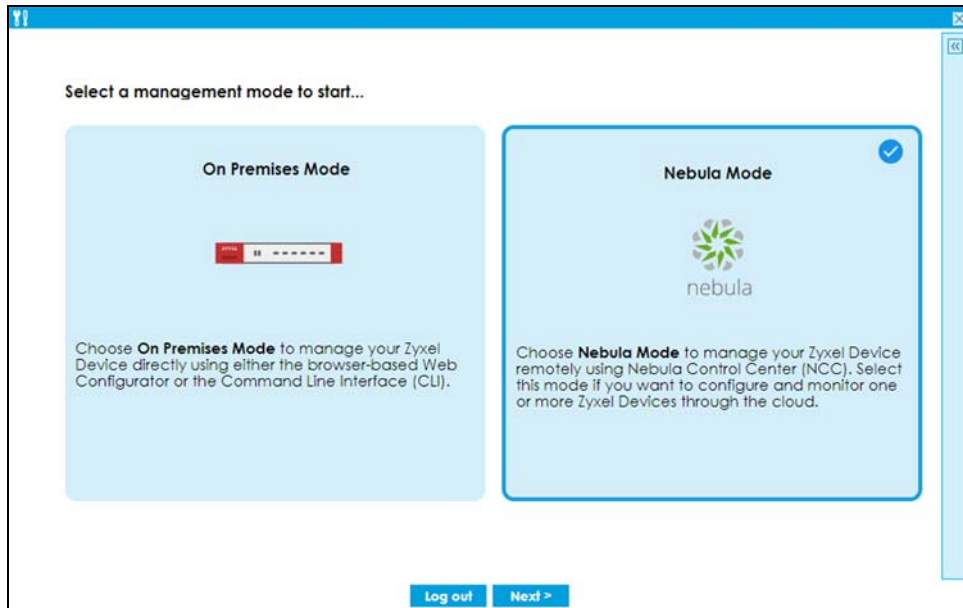 Select a management mode to start...
On Premises Mode
ZYXEL
Choose On Premises Mode to manage your Zyxel
Device directly using either the browser-based Web
Configurator or the Command Line Interface (CLI).
Nebula Mode
nebula
Choose Nebula Mode to manage your Zyxel Device
remotely using Nebula Control Center (NCC). Select
this mode if you want to configure and monitor one
or more Zyxel Devices through the cloud.
Log out
Next >